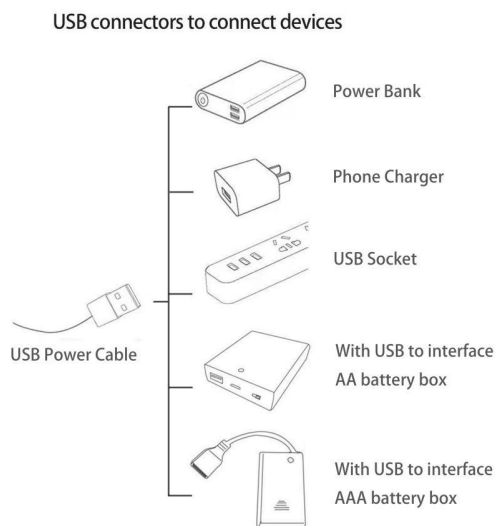 USB connectors to connect devices
Power Bank
Phone Charger
USB Socket
USB Power Cable
With USB to interface
AA battery box
With USB to interface
AAA battery box